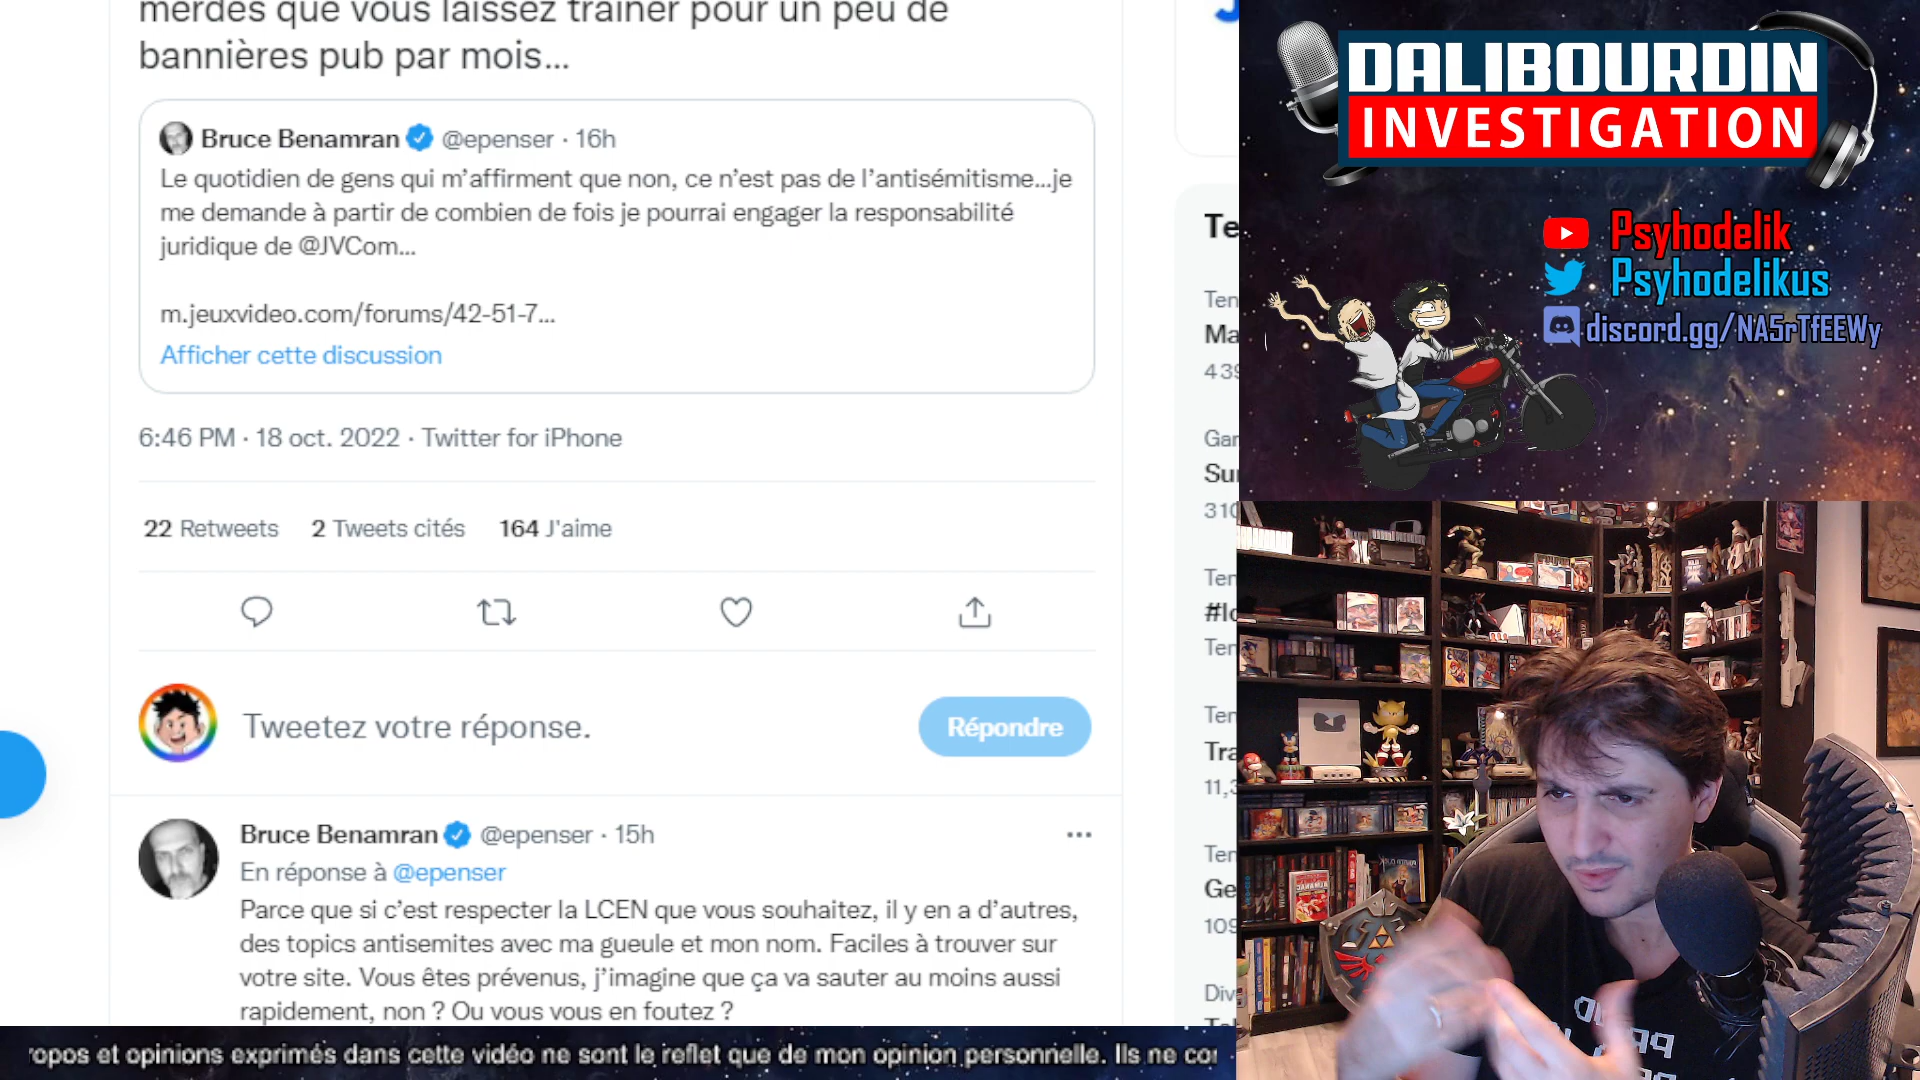 merdes que vous laissez traîner pour un peu de
bannières pub par mois...
Bruce Benamran @epenser · 16h
Le quotidien de gens qui m'affirment que non, ce n'est pas de l'antisémitisme...je
me demande à partir de combien de fois je pourrai engager la responsabilité
juridique de @JVCom...
m.jeuxvideo.com/forums/42-51-7...
Afficher cette discussion
6:46 PM · 18 oct. 2022 · Twitter for iPhone
22 Retweets 2 Tweets cités 164 J'aime
Tweetez votre réponse.
Répondre
Bruce Benamran @epenser · 15h
En réponse à @epenser
Parce que si c'est respecter la LCEN que vous souhaitez, il y en a d'autres,
des topics antisemites avec ma gueule et mon nom. Faciles à trouver sur
votre site. Vous êtes prévenus, j'imagine que ça va sauter au moins aussi
rapidement, non ? Ou vous vous en foutez ?
opos et opinions exprimés dans cette vidéo ne sont le reflet que de mon opinion personnelle. Ils ne
DALIBOURDIN
INVESTIGATION
Psyhodelik
Psyhodelikus
discord.gg/NA5rTfEEWy